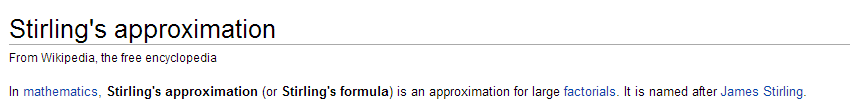 Stirling's approximation
From Wikipedia, the free encyclopedia
In mathematics, Stirling's approximation (or Stirling's formula) is an approximation for large factorials. It is named after James Stirling.